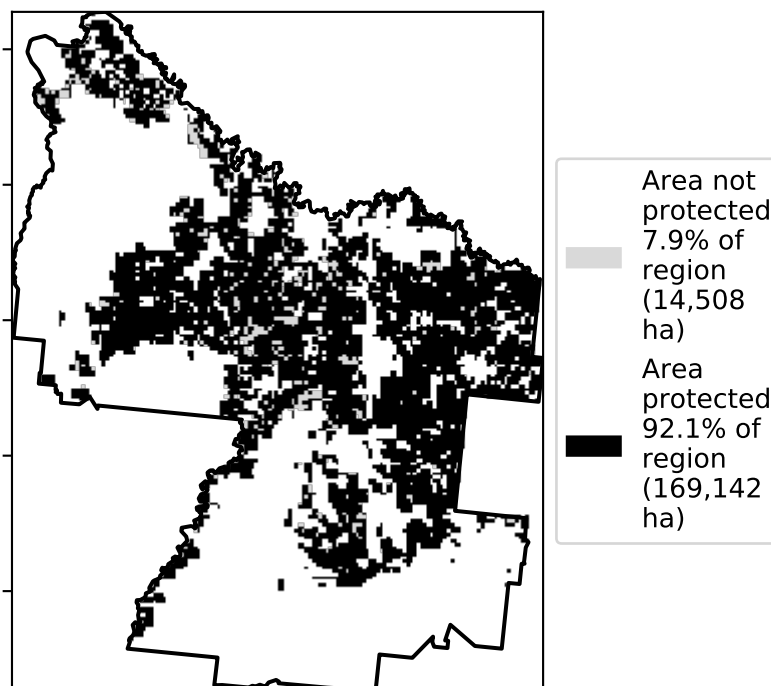 Area not
protected
7.9% of
region
(14,508
ha)
Area
protected
92.1% of
region
(169,142
ha)